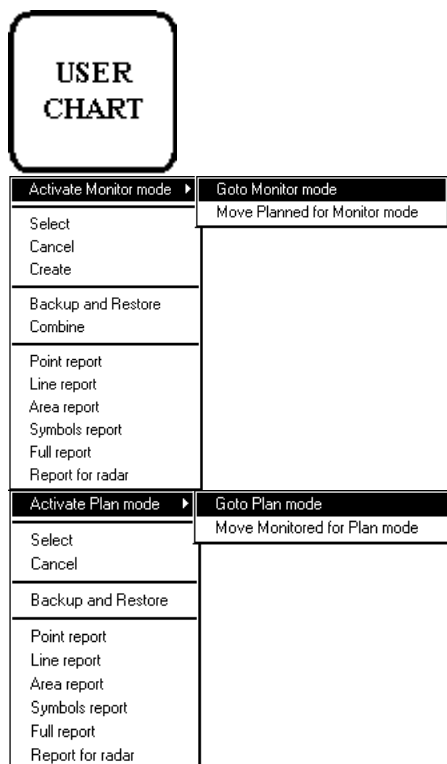 USER
CHART
Activate Monitor mode
Goto Monitor mode
Move Planned for Monitor mode
Select
Cancel
Create
Backup and Restore
Combine
Point report
Line report
Area report
Symbols report
Full report
Report for radar
Activate Plan mode
Goto Plan mode
Move Monitored for Plan mode
Select
Cancel
Backup and Restore
Point report
Line report
Area report
Symbols report
Full report
Report for radar